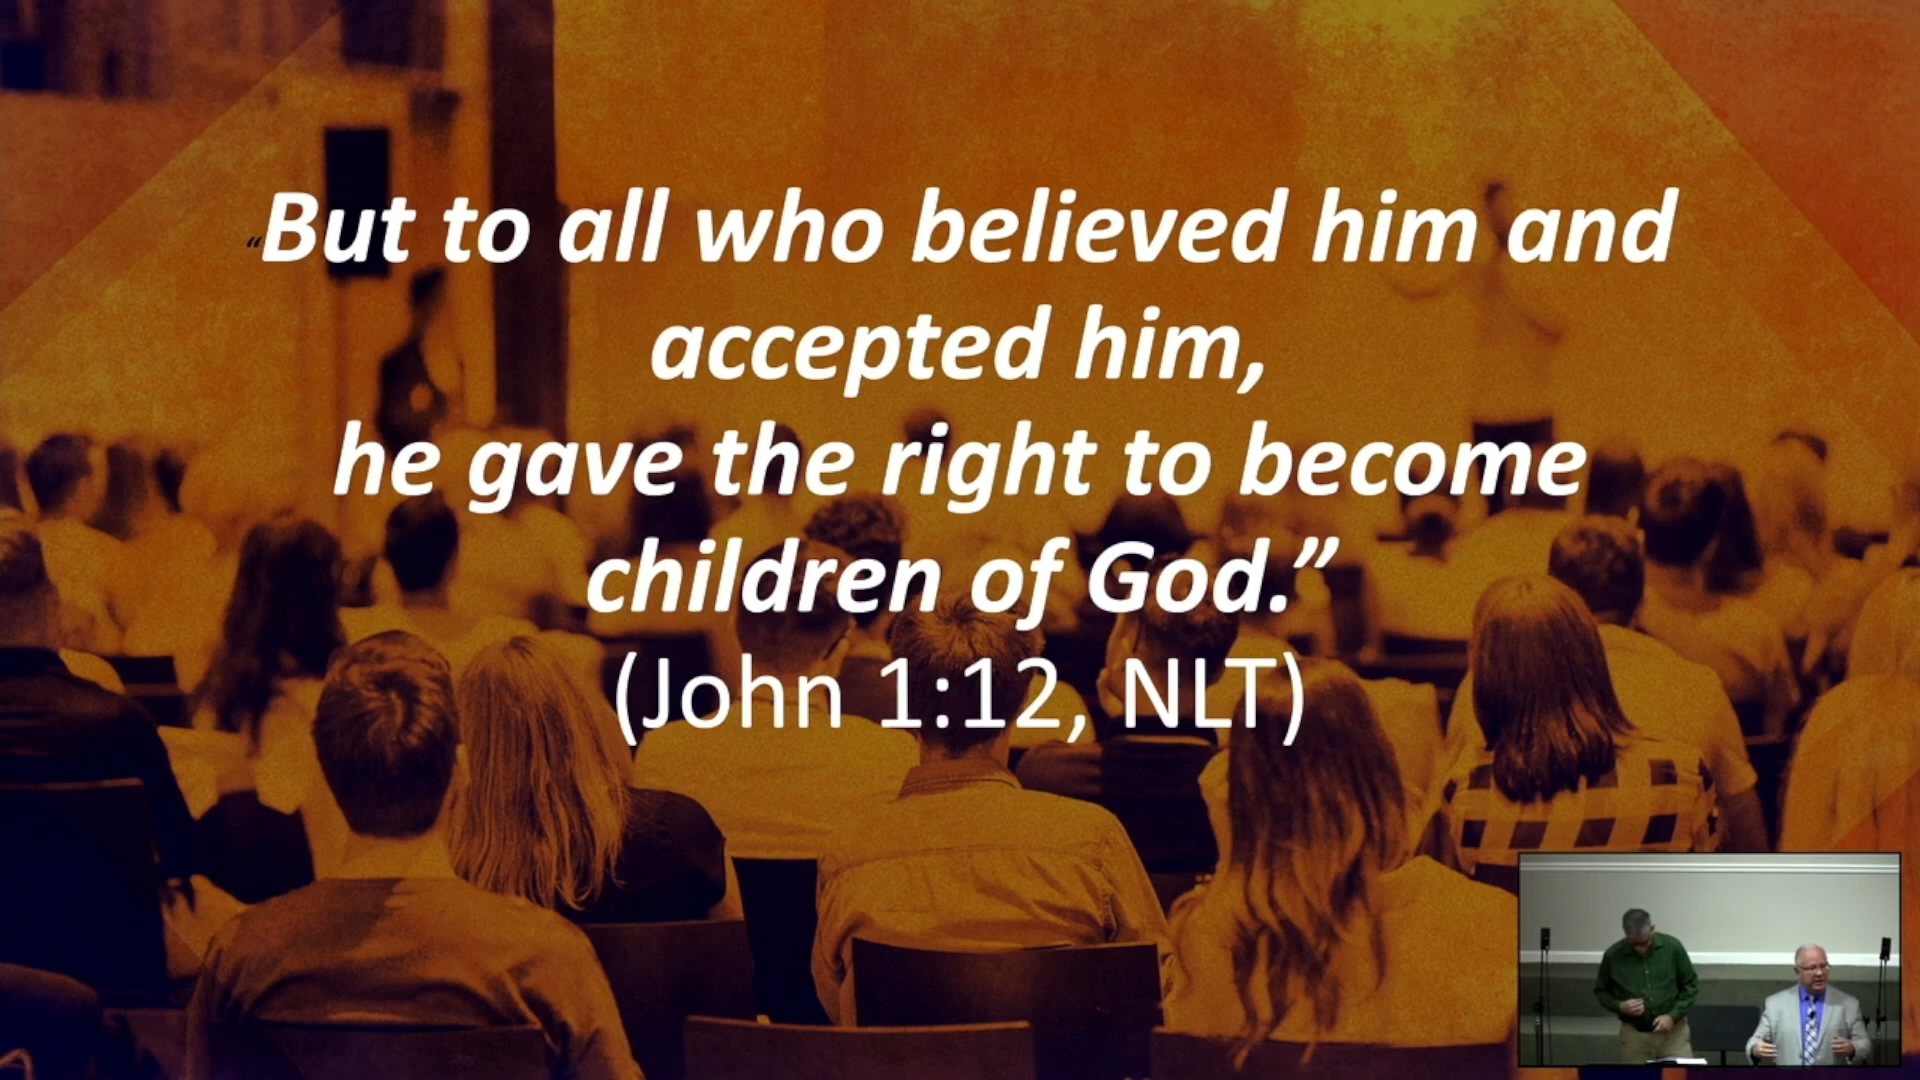 “But to all who believed him and
accepted him,
he gave the right to become
children of God.”
(John 1:12, NLT)